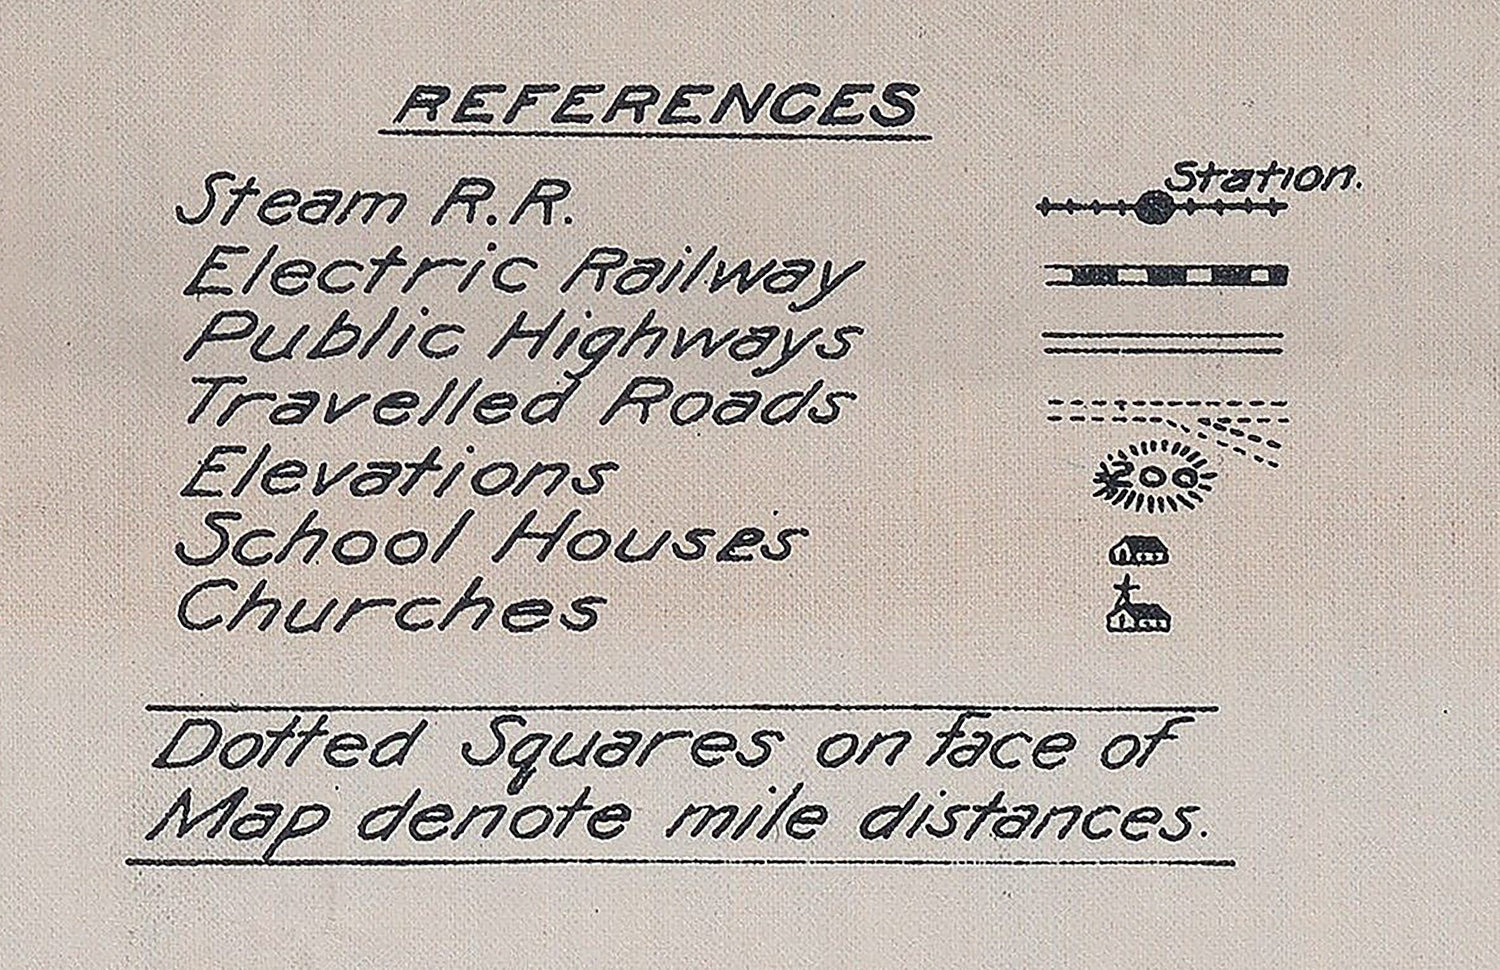 REFERENCES
Steam R.R.
Station.
Electric Railway
Public Highways
Travelled Roads
Elevations
200
School Houses
Churches
Dotted Squares on face of
Map denote mile distances.